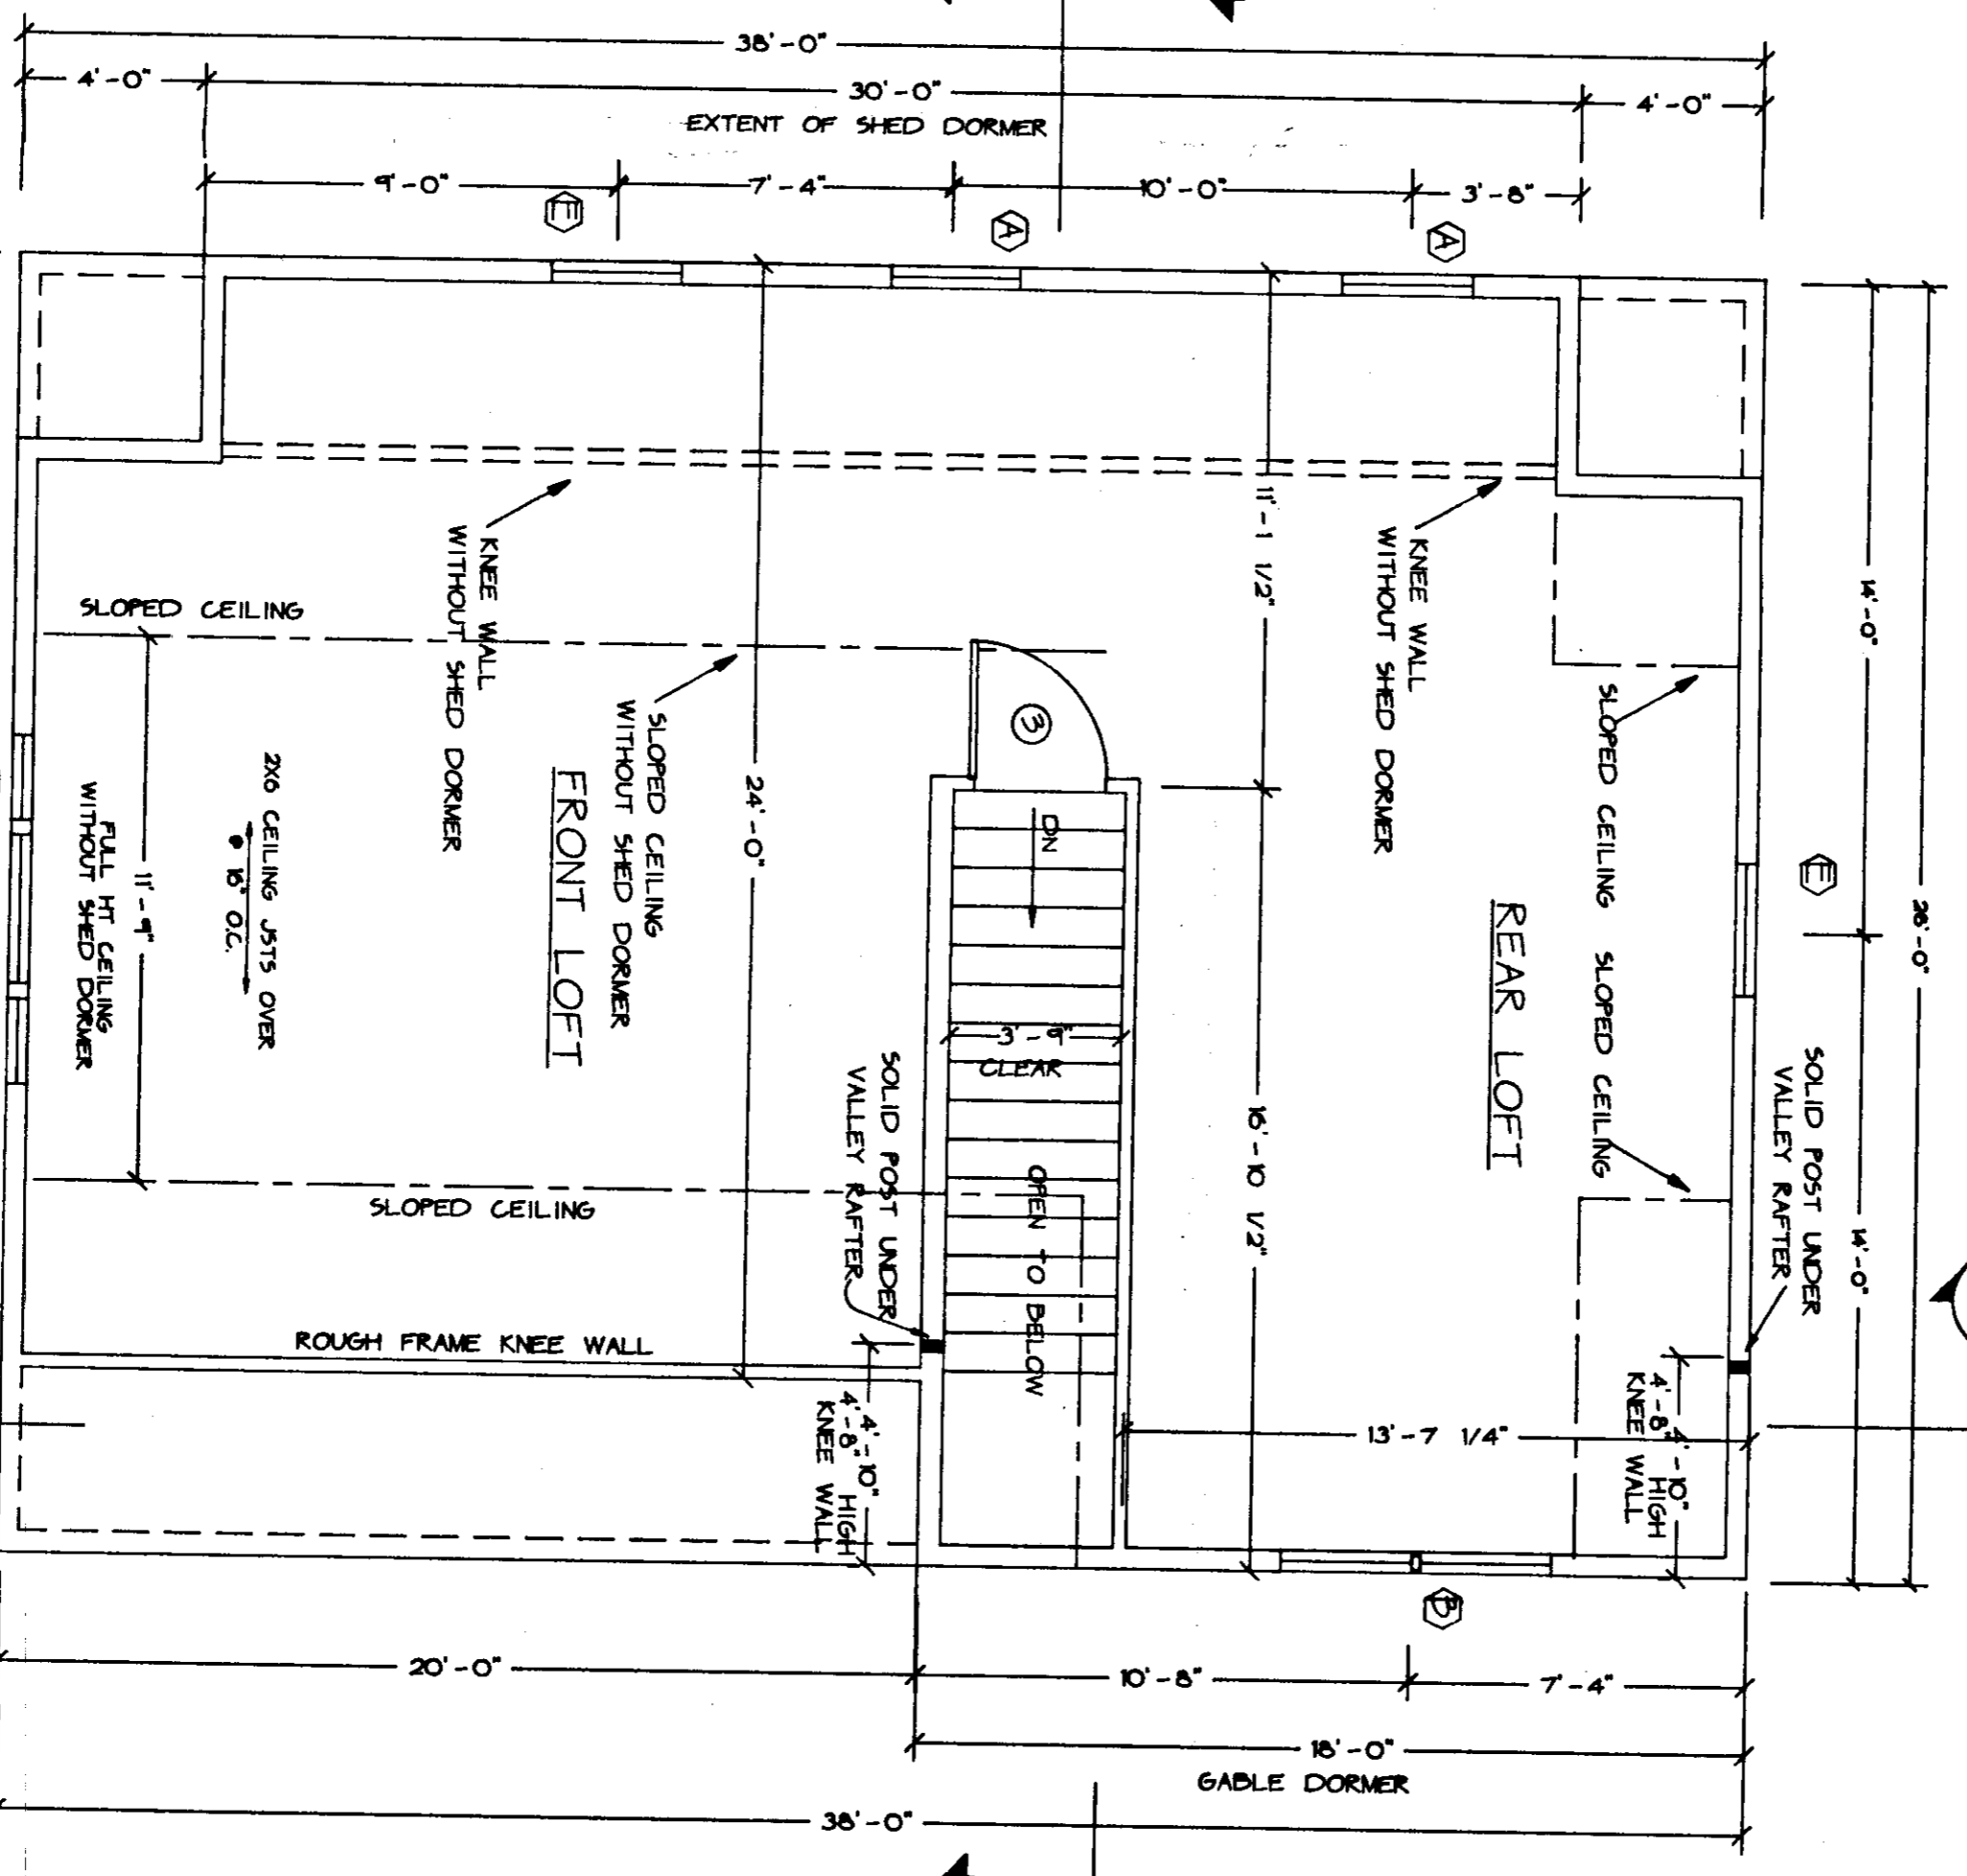 38'-0"
4'-0"
30'-0"
4'-0"
EXTENT OF SHED DORMER
9'-0"
7'-4"
10'-0"
3'-8"
E
A
A
14'-0"
28'-0"
14'-0"
E
11'-1 1/2"
16'-10 1/2"
KNEE WALL
WITHOUT SHED DORMER
KNEE WALL
WITHOUT SHED DORMER
SLOPED CEILING
SLOPED CEILING
WITHOUT SHED DORMER
24'-0"
3
DN
3'-9"
CLEAR
OPEN TO BELOW
FRONT LOFT
REAR LOFT
SLOPED CEILING
SLOPED CEILING
2X6 CEILING JSTS OVER
@ 16" O.C.
11'-9"
FULL HT CEILING
WITHOUT SHED DORMER
SOLID POST UNDER
VALLEY RAFTER
SOLID POST UNDER
VALLEY RAFTER
SLOPED CEILING
ROUGH FRAME KNEE WALL
4'-10"
4'-8" HIGH
KNEE WALL
13'-7 1/4"
4'-10"
4'-8" HIGH
KNEE WALL
B
20'-0"
10'-8"
7'-4"
18'-0"
GABLE DORMER
38'-0"